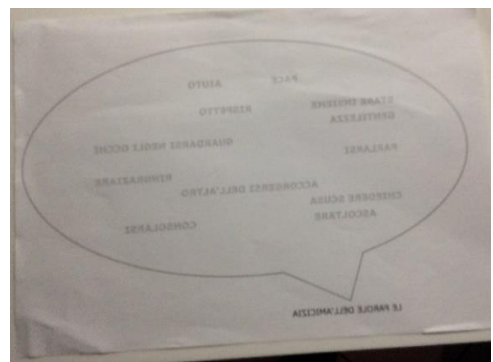 PACE
AIUTO
STARE INSIEME
GENTILEZZA
RISPETTO
PARLARSI
GUARDARSI NEGLI OCCHI
RINGRAZIARE
ACCORGERSI DELL'ALTRO
CHIEDERE SCUSA
ASCOLTARE
CONSOLARSI
LE PAROLE DELL'AMICIZIA